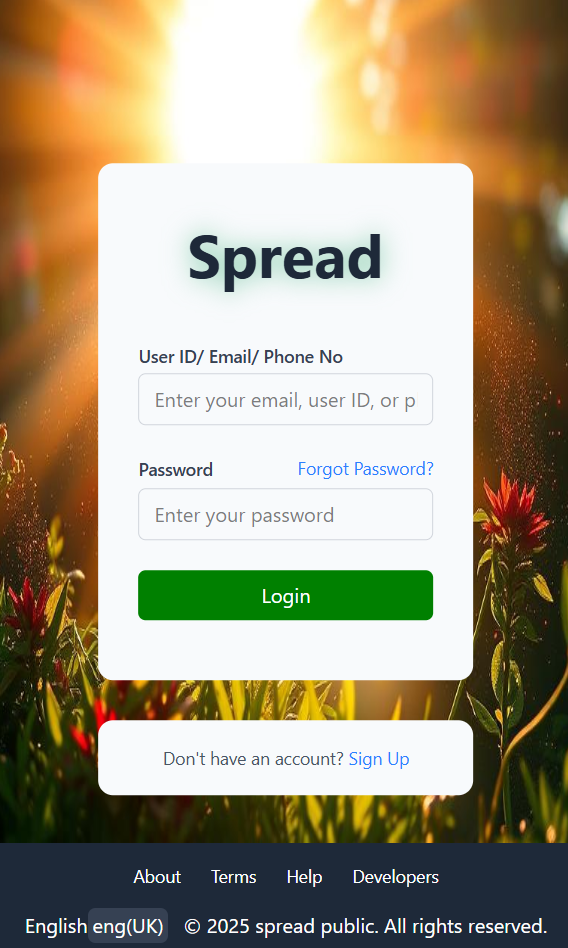 Spread
User ID/ Email/ Phone No
Enter your email, user ID, or p
Password Forgot Password?
Enter your password
Login
Don't have an account? Sign Up
About Terms Help Developers
English eng(UK) © 2025 spread public. All rights reserved.